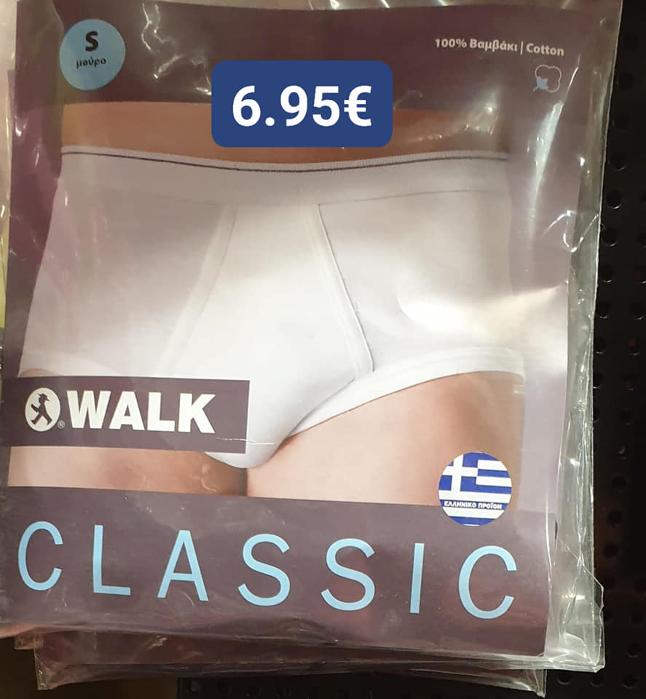 S
μαύρο
100% Βαμβάκι | Cotton
6.95€
WALK
®
ΕΛΛΗΝΙΚΟ ΠΡΟΪΟΝ
CLASSIC